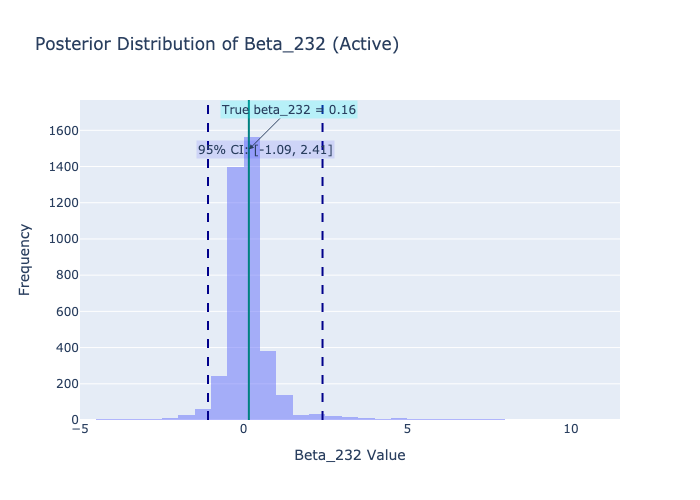 Posterior Distribution of Beta_232 (Active)
True beta_232 = 0.16
95% CI: [-1.09, 2.41]
1600
1400
1200
1000
800
600
400
200
0
−5 0 5 10
Frequency
Beta_232 Value